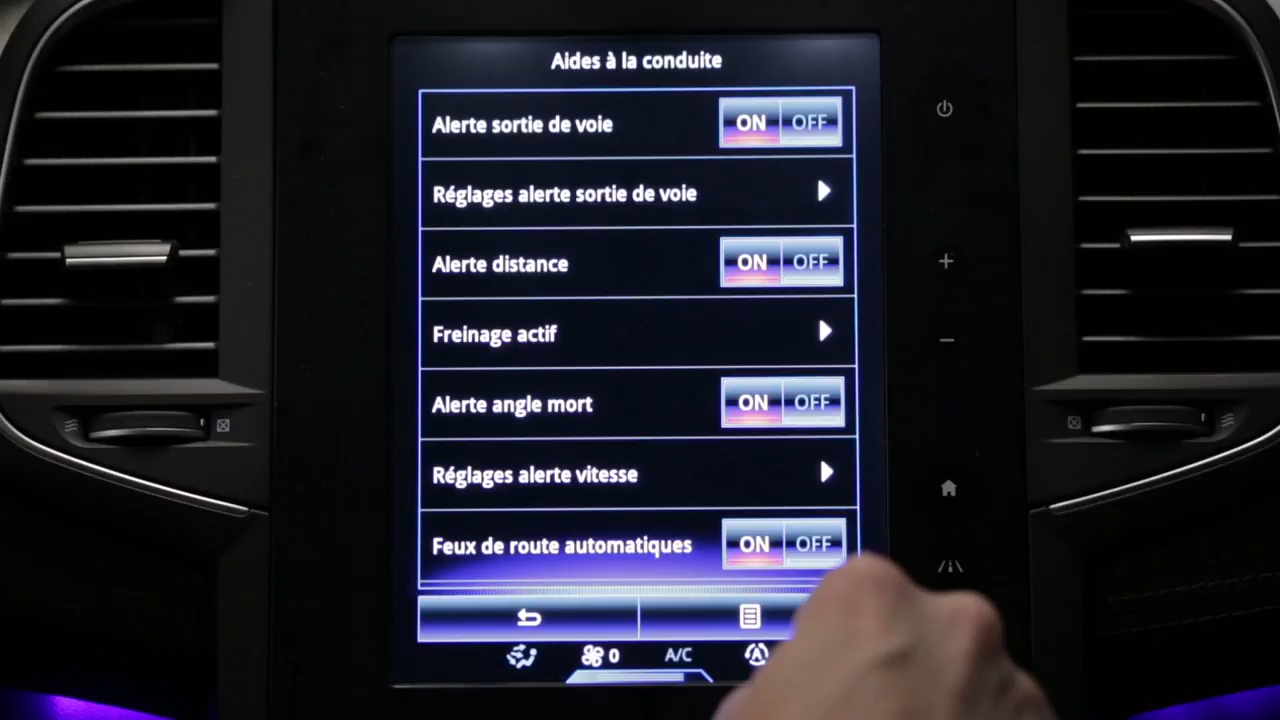 Aides à la conduite
Alerte sortie de voie ON OFF
Réglages alerte sortie de voie
Alerte distance ON OFF
Freinage actif
Alerte angle mort ON OFF
Réglages alerte vitesse
Feux de route automatiques ON OFF
0 A/C